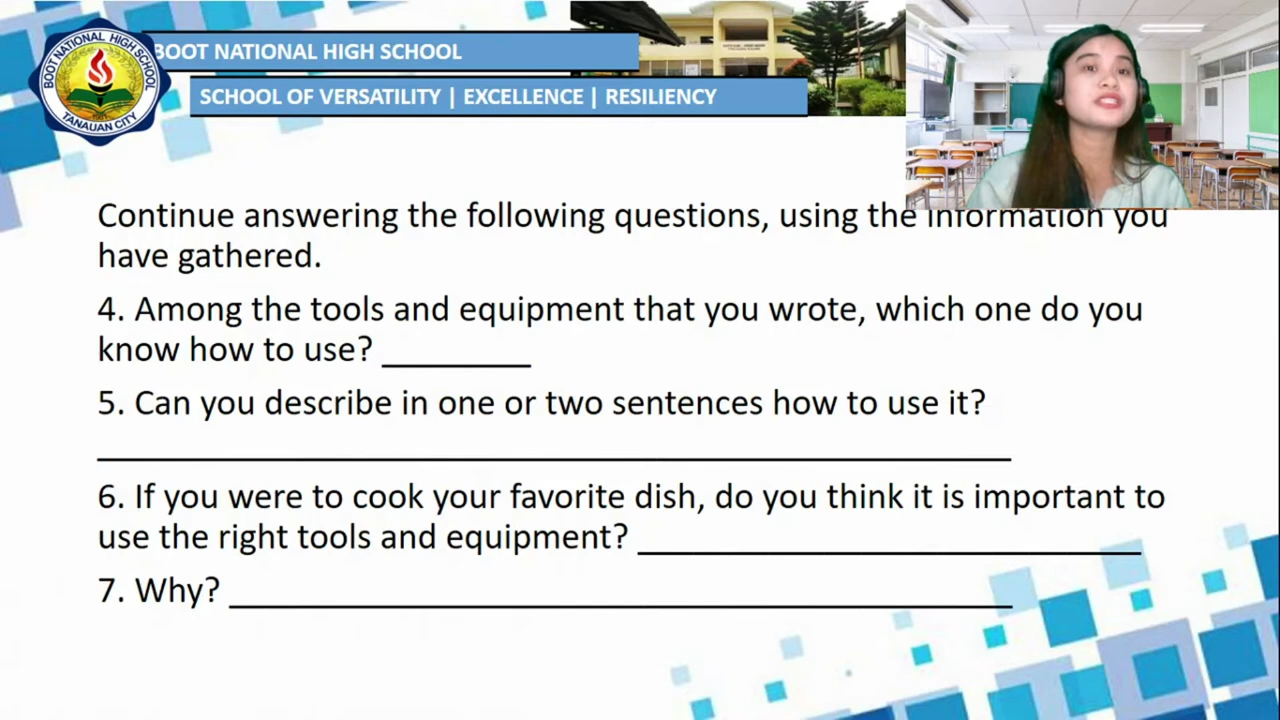 BOOT NATIONAL HIGH SCHOOL
TANAUAN CITY
BOOT NATIONAL HIGH SCHOOL
SCHOOL OF VERSATILITY | EXCELLENCE | RESILIENCY
Continue answering the following questions, using the information you
have gathered.
4. Among the tools and equipment that you wrote, which one do you
know how to use? ________
5. Can you describe in one or two sentences how to use it?
__________________________________________________
6. If you were to cook your favorite dish, do you think it is important to
use the right tools and equipment? ___________________________
7. Why? __________________________________________